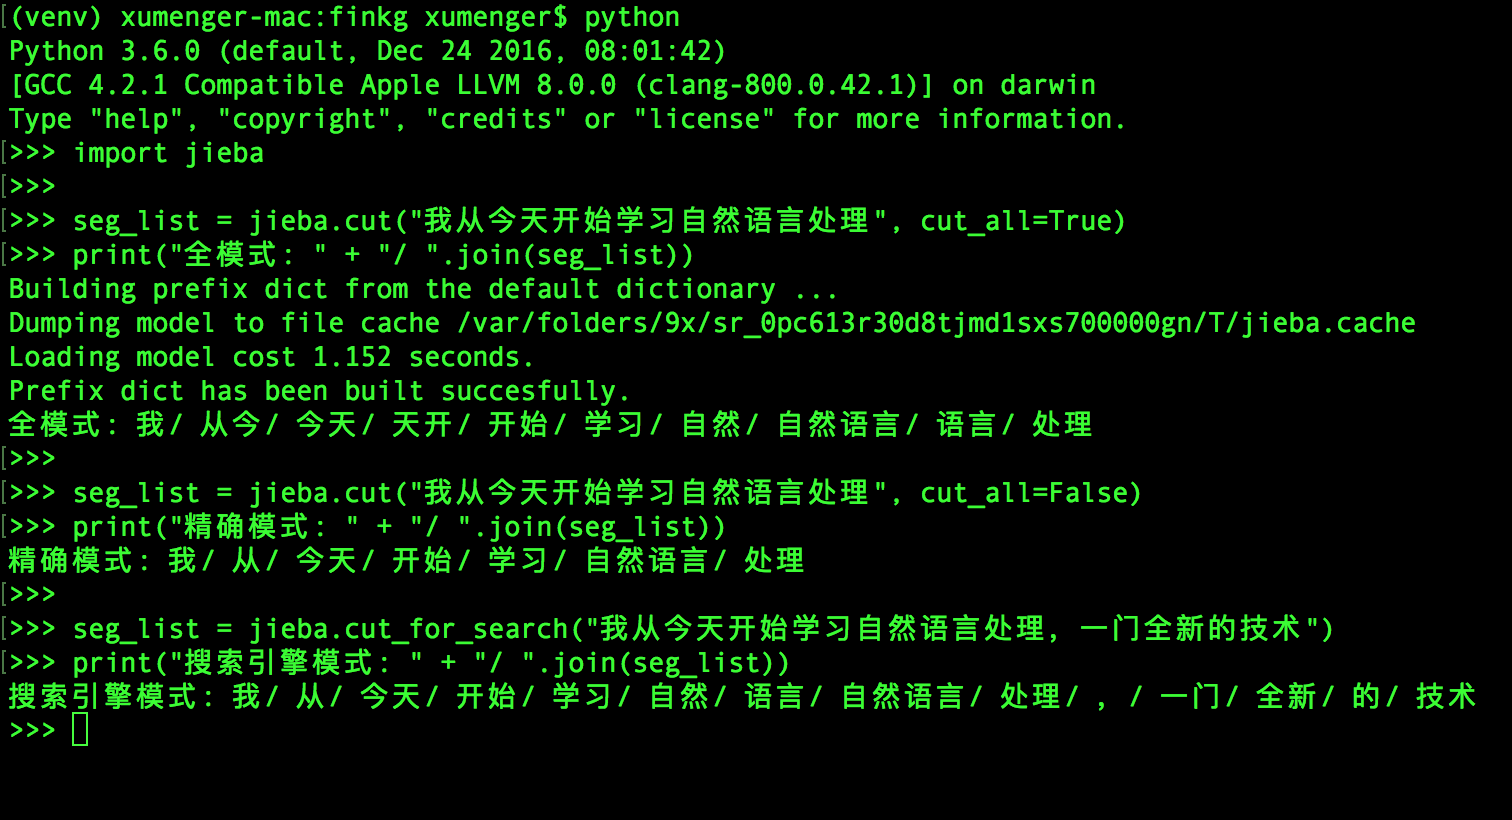 (venv) xumenger-mac:finkg xumenger$ python
Python 3.6.0 (default, Dec 24 2016, 08:01:42)
[GCC 4.2.1 Compatible Apple LLVM 8.0.0 (clang-800.0.42.1)] on darwin
Type "help", "copyright", "credits" or "license" for more information.
>>> import jieba
>>>
>>> seg_list = jieba.cut("我从今天开始学习自然语言处理", cut_all=True)
>>> print("全模式: " + "/ ".join(seg_list))
Building prefix dict from the default dictionary ...
Dumping model to file cache /var/folders/9x/sr_0pc613r30d8tjmd1sxs700000gn/T/jieba.cache
Loading model cost 1.152 seconds.
Prefix dict has been built succesfully.
全模式: 我/ 从今/ 今天/ 天开/ 开始/ 学习/ 自然/ 自然语言/ 语言/ 处理
>>>
>>> seg_list = jieba.cut("我从今天开始学习自然语言处理", cut_all=False)
>>> print("精确模式: " + "/ ".join(seg_list))
精确模式: 我/ 从/ 今天/ 开始/ 学习/ 自然语言/ 处理
>>>
>>> seg_list = jieba.cut_for_search("我从今天开始学习自然语言处理，一门全新的技术")
>>> print("搜索引擎模式: " + "/ ".join(seg_list))
搜索引擎模式: 我/ 从/ 今天/ 开始/ 学习/ 自然/ 语言/ 自然语言/ 处理/ ，/ 一门/ 全新/ 的/ 技术
>>>